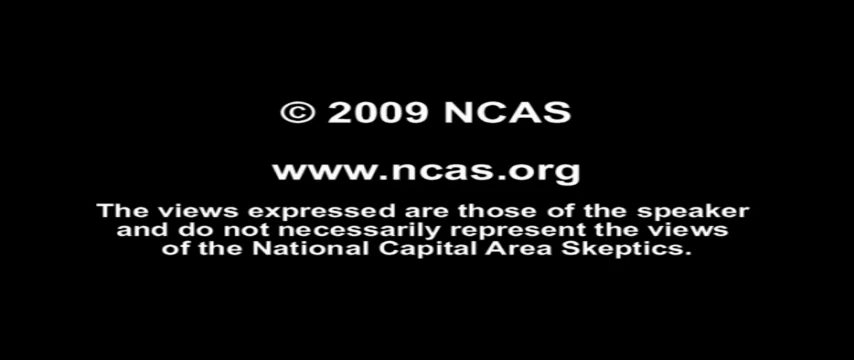 © 2009 NCAS
www.ncas.org
The views expressed are those of the speaker
and do not necessarily represent the views
of the National Capital Area Skeptics.